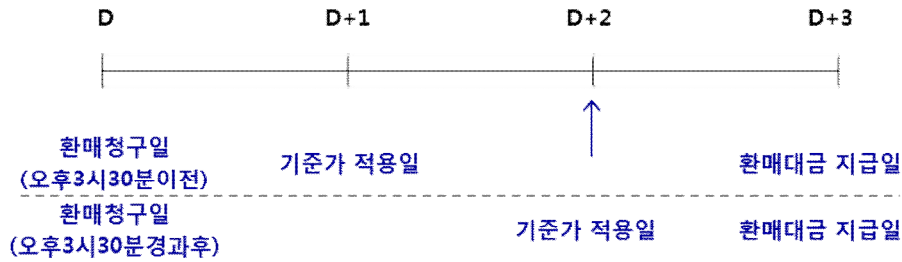 D D+1 D+2 D+3
환매청구일
(오후3시30분이전)
기준가 적용일
환매대금 지급일
환매청구일
(오후3시30분경과후)
기준가 적용일
환매대금 지급일